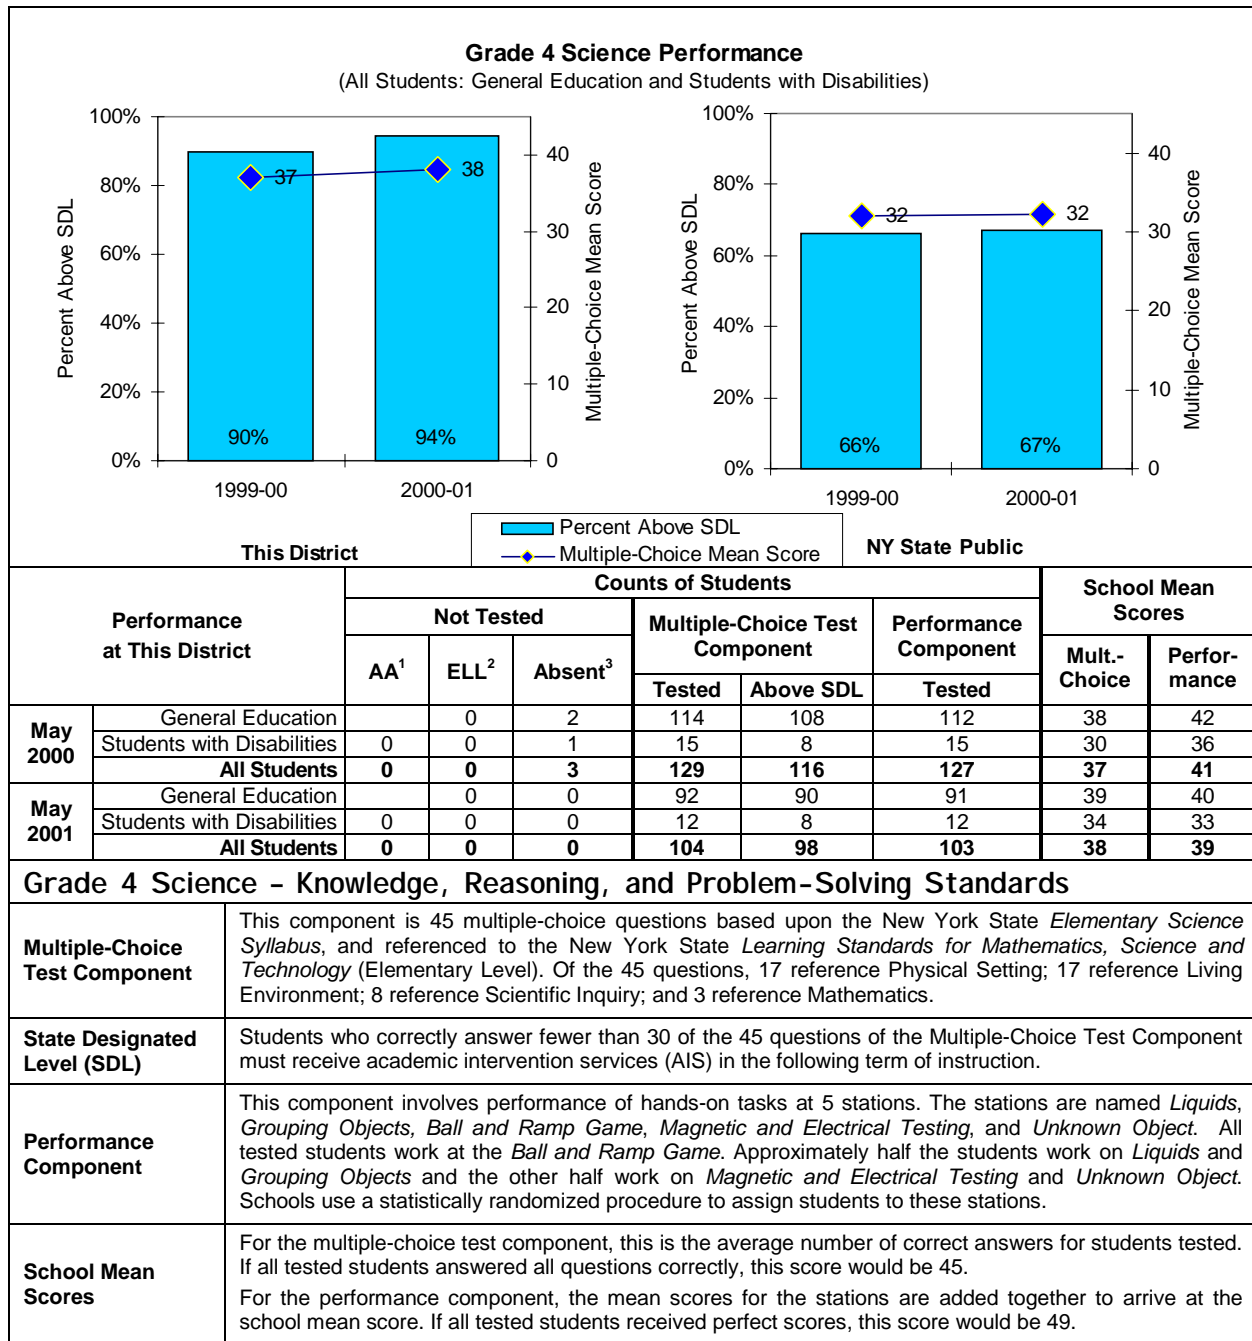 Grade 4 Science Performance
(All Students: General Education and Students with Disabilities)
100%
80%
60%
40%
20%
0%
Percent Above SDL
37
38
90%
94%
40
30
20
10
0
Multiple-Choice Mean Score
1999-00
2000-01
This District
100%
80%
60%
40%
20%
0%
Percent Above SDL
32
32
66%
67%
40
30
20
10
0
Multiple-Choice Mean Score
1999-00
2000-01
NY State Public
Percent Above SDL
Multiple-Choice Mean Score
Performance
at This District
Counts of Students
School Mean
Scores
Not Tested
Multiple-Choice Test
Component
Performance
Component
Mult.-
Choice
Perfor-
mance
AA1 ELL2 Absent3
Tested Above SDL Tested
May
2000
General Education 0 2 114 108 112 38 42
Students with Disabilities 0 0 1 15 8 15 30 36
All Students 0 0 3 129 116 127 37 41
May
2001
General Education 0 0 92 90 91 39 40
Students with Disabilities 0 0 0 12 8 12 34 33
All Students 0 0 0 104 98 103 38 39
Grade 4 Science – Knowledge, Reasoning, and Problem-Solving Standards
Multiple-Choice
Test Component
This component is 45 multiple-choice questions based upon the New York State Elementary Science
Syllabus, and referenced to the New York State Learning Standards for Mathematics, Science and
Technology (Elementary Level). Of the 45 questions, 17 reference Physical Setting; 17 reference Living
Environment; 8 reference Scientific Inquiry; and 3 reference Mathematics.
State Designated
Level (SDL)
Students who correctly answer fewer than 30 of the 45 questions of the Multiple-Choice Test Component
must receive academic intervention services (AIS) in the following term of instruction.
Performance
Component
This component involves performance of hands-on tasks at 5 stations. The stations are named Liquids,
Grouping Objects, Ball and Ramp Game, Magnetic and Electrical Testing, and Unknown Object. All
tested students work at the Ball and Ramp Game. Approximately half the students work on Liquids and
Grouping Objects and the other half work on Magnetic and Electrical Testing and Unknown Object.
Schools use a statistically randomized procedure to assign students to these stations.
School Mean
Scores
For the multiple-choice test component, this is the average number of correct answers for students tested.
If all tested students answered all questions correctly, this score would be 45.
For the performance component, the mean scores for the stations are added together to arrive at the
school mean score. If all tested students received perfect scores, this score would be 49.